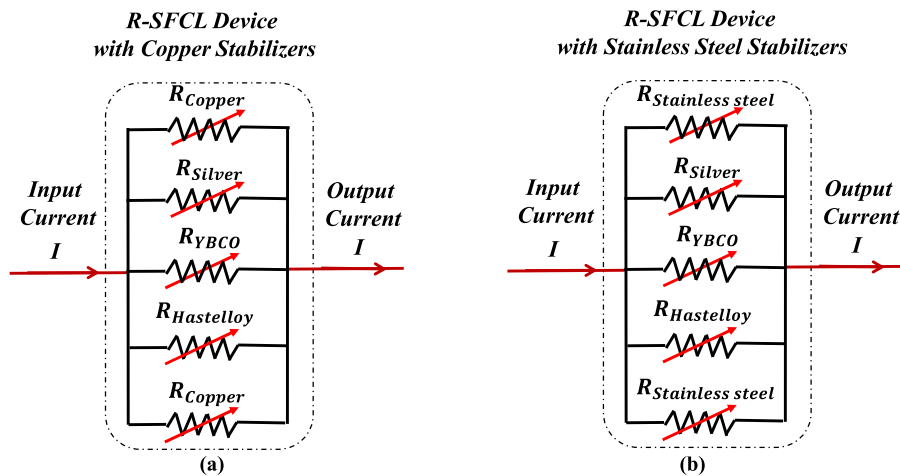 R-SFCL Device
with Copper Stabilizers
R_Copper
R_Silver
Input
Current
I
R_YBCO
Output
Current
I
R_Hastelloy
R_Copper
(a)
R-SFCL Device
with Stainless Steel Stabilizers
R_Stainless steel
R_Silver
Input
Current
I
R_YBCO
Output
Current
I
R_Hastelloy
R_Stainless steel
(b)